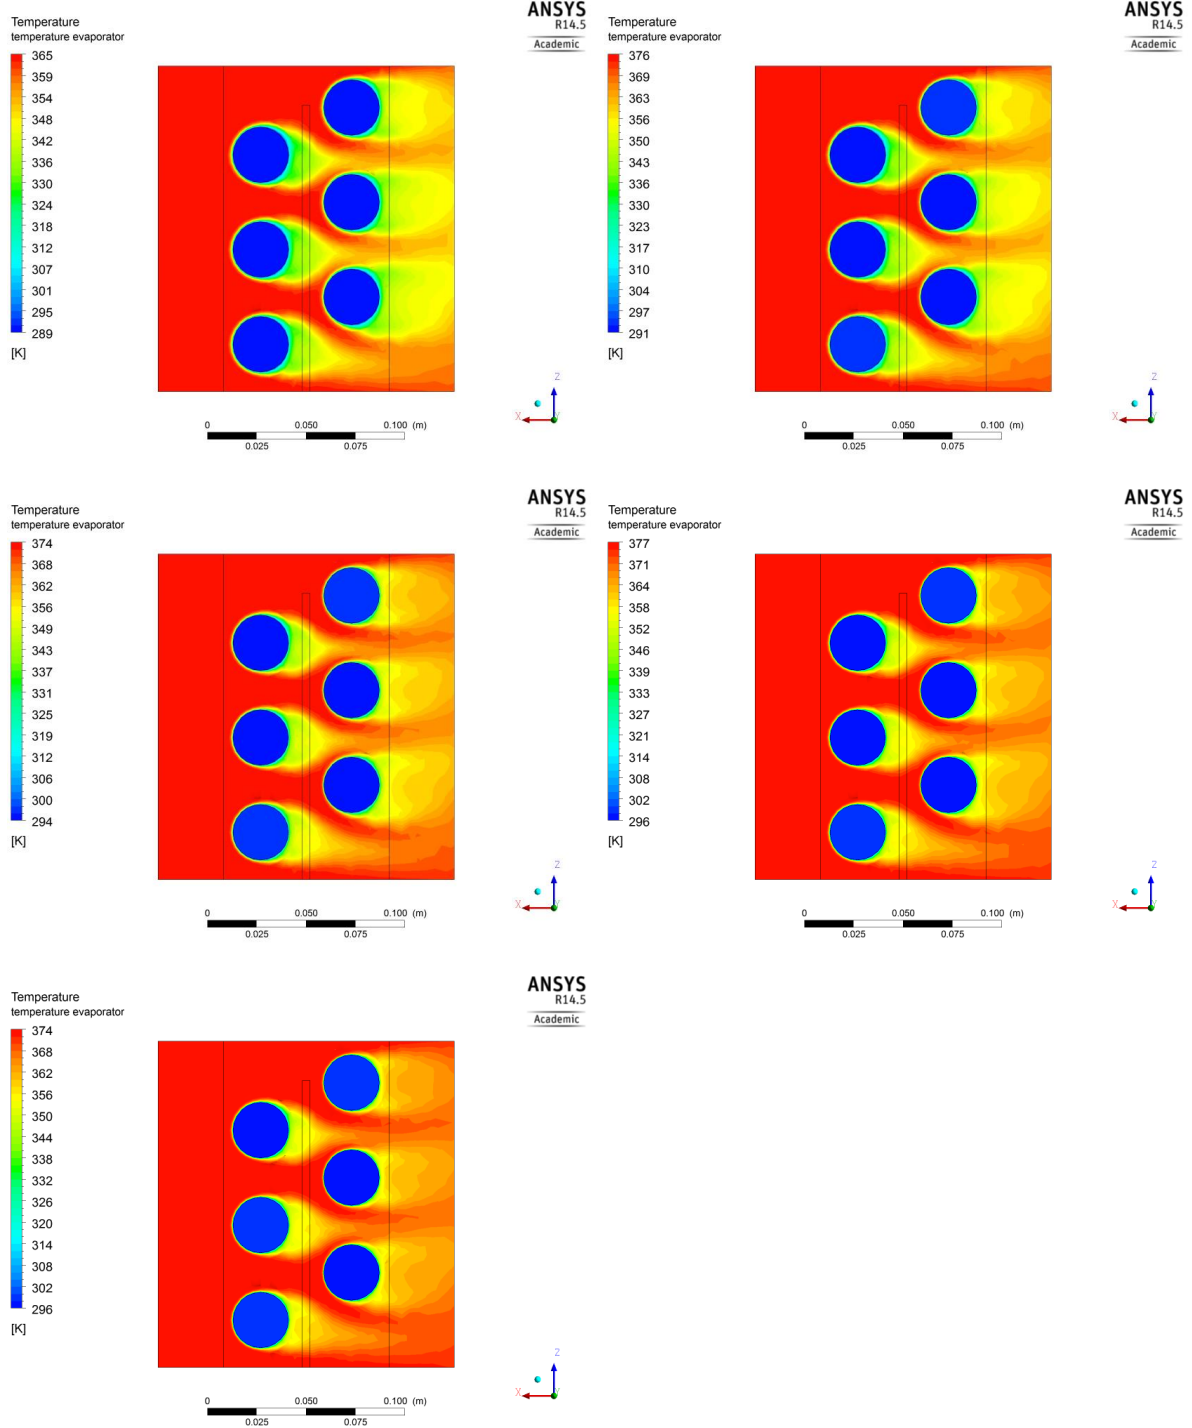 ANSYS
R14.5
Academic
Temperature
temperature evaporator
365
359
354
348
342
336
330
324
318
312
307
301
295
289
[K]
0 0.050 0.100 (m)
0.025 0.075
Z
X
Y
ANSYS
R14.5
Academic
Temperature
temperature evaporator
376
369
363
356
350
343
336
330
323
317
310
304
297
291
[K]
0 0.050 0.100 (m)
0.025 0.075
Z
X
Y
ANSYS
R14.5
Academic
Temperature
temperature evaporator
374
368
362
356
349
343
337
331
325
319
312
306
300
294
[K]
0 0.050 0.100 (m)
0.025 0.075
Z
X
Y
ANSYS
R14.5
Academic
Temperature
temperature evaporator
377
371
364
358
352
346
339
333
327
321
314
308
302
296
[K]
0 0.050 0.100 (m)
0.025 0.075
Z
X
Y
ANSYS
R14.5
Academic
Temperature
temperature evaporator
374
368
362
356
350
344
338
332
326
320
314
308
302
296
[K]
0 0.050 0.100 (m)
0.025 0.075
Z
X
Y